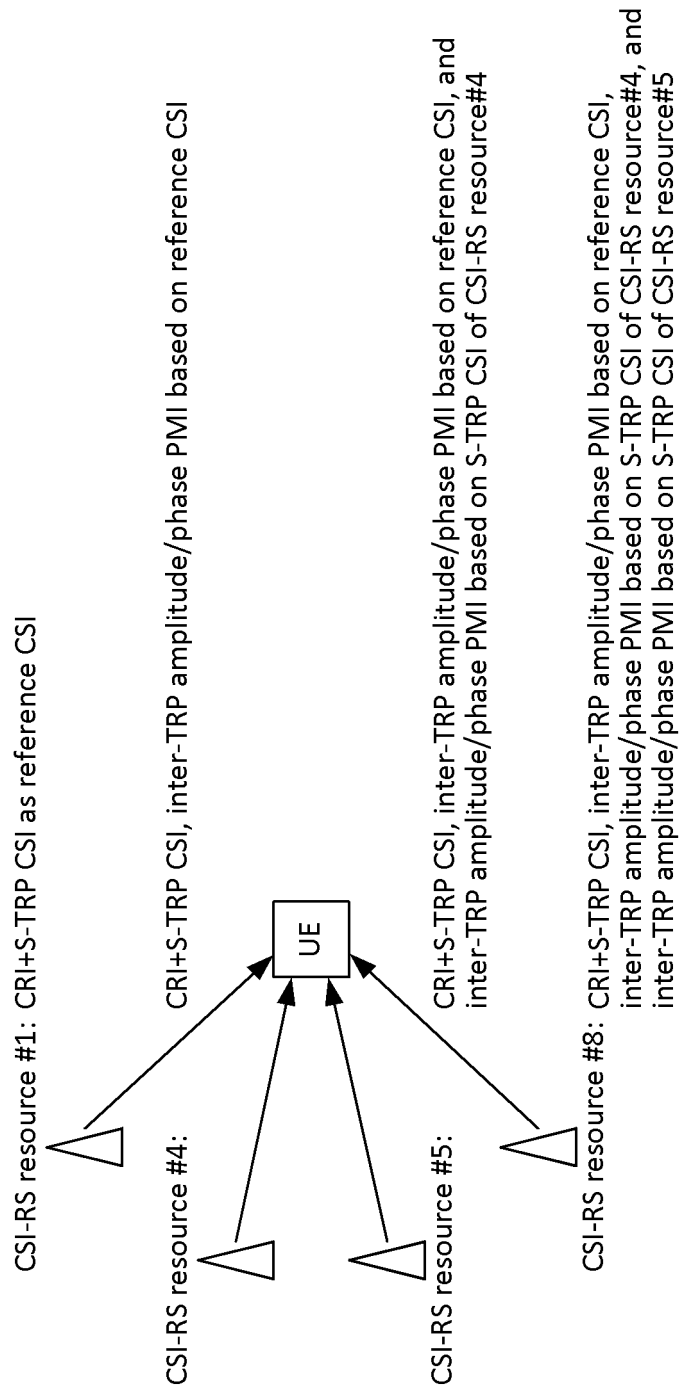 CSI-RS resource #1: CRI+S-TRP CSI as reference CSI
CSI-RS resource #4: CRI+S-TRP CSI, inter-TRP amplitude/phase PMI based on reference CSI
UE
CSI-RS resource #5: CRI+S-TRP CSI, inter-TRP amplitude/phase PMI based on reference CSI, and
inter-TRP amplitude/phase PMI based on S-TRP CSI of CSI-RS resource#4
CSI-RS resource #8: CRI+S-TRP CSI, inter-TRP amplitude/phase PMI based on reference CSI,
inter-TRP amplitude/phase PMI based on S-TRP CSI of CSI-RS resource#4, and
inter-TRP amplitude/phase PMI based on S-TRP CSI of CSI-RS resource#5